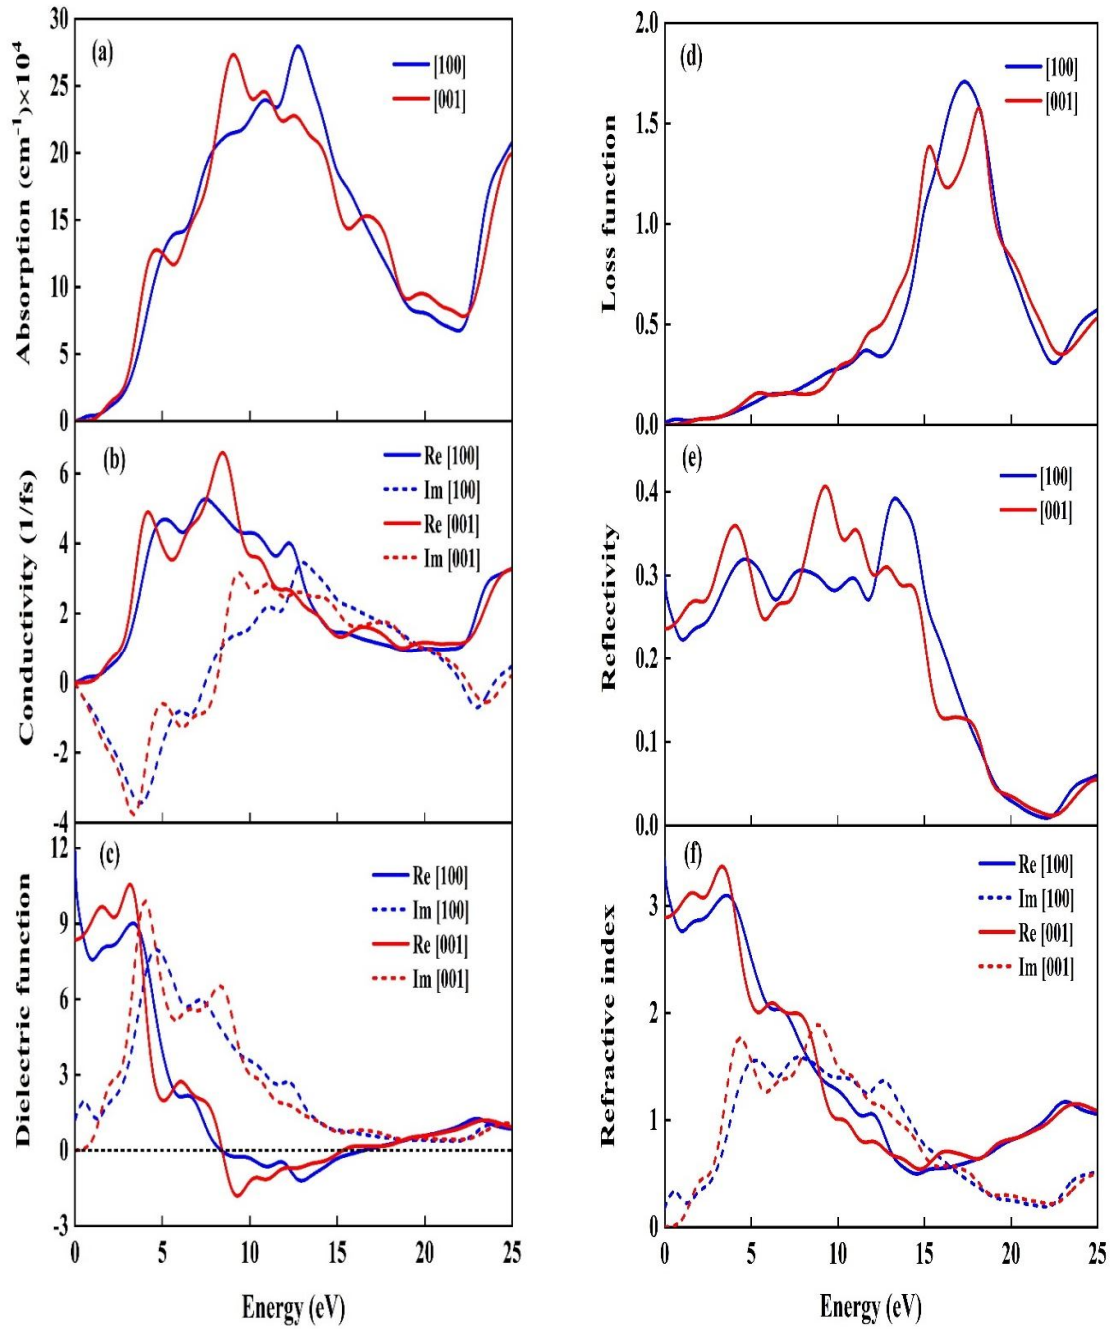 (a)
[100]
[001]
Absorption (cm⁻¹)×10⁴
30
25
20
15
10
5
0
(b)
Re [100]
Im [100]
Re [001]
Im [001]
Conductivity (1/fs)
6
4
2
0
-2
-4
(c)
Re [100]
Im [100]
Re [001]
Im [001]
Dielectric function
12
9
6
3
0
-3
0 5 10 15 20 25
Energy (eV)
(d)
[100]
[001]
Loss function
2.0
1.5
1.0
0.5
0.0
(e)
[100]
[001]
Reflectivity
0.4
0.3
0.2
0.1
0.0
(f)
Re [100]
Im [100]
Re [001]
Im [001]
Refractive index
3
2
1
0
0 5 10 15 20 25
Energy (eV)